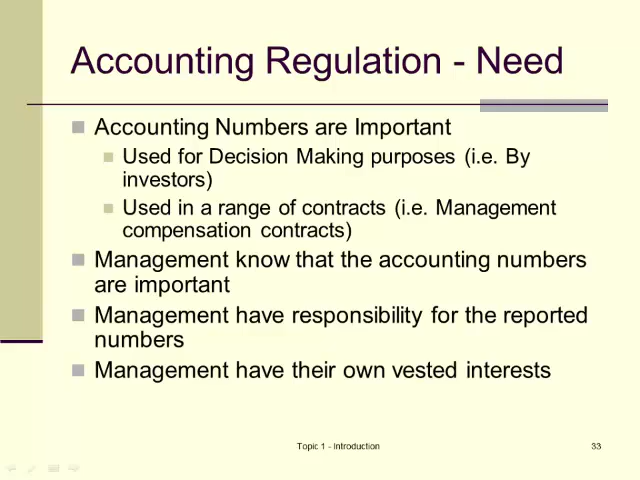 Accounting Regulation - Need
Accounting Numbers are Important
Used for Decision Making purposes (i.e. By
investors)
Used in a range of contracts (i.e. Management
compensation contracts)
Management know that the accounting numbers
are important
Management have responsibility for the reported
numbers
Management have their own vested interests
Topic 1 - Introduction
33